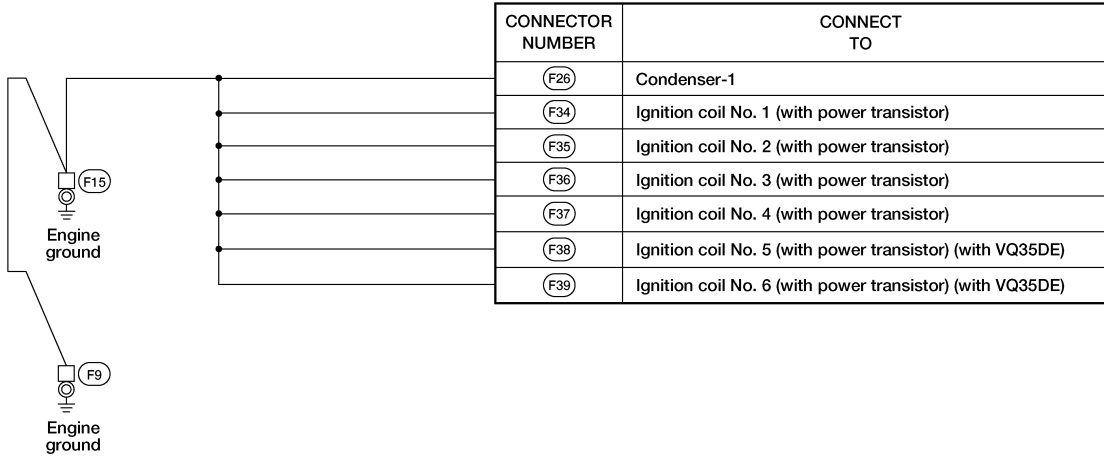 CONNECTOR
NUMBER
CONNECT
TO
F26
Condenser-1
F34
Ignition coil No. 1 (with power transistor)
F35
Ignition coil No. 2 (with power transistor)
F36
Ignition coil No. 3 (with power transistor)
F37
Ignition coil No. 4 (with power transistor)
F38
Ignition coil No. 5 (with power transistor) (with VQ35DE)
F39
Ignition coil No. 6 (with power transistor) (with VQ35DE)
F15
Engine
ground
F9
Engine
ground